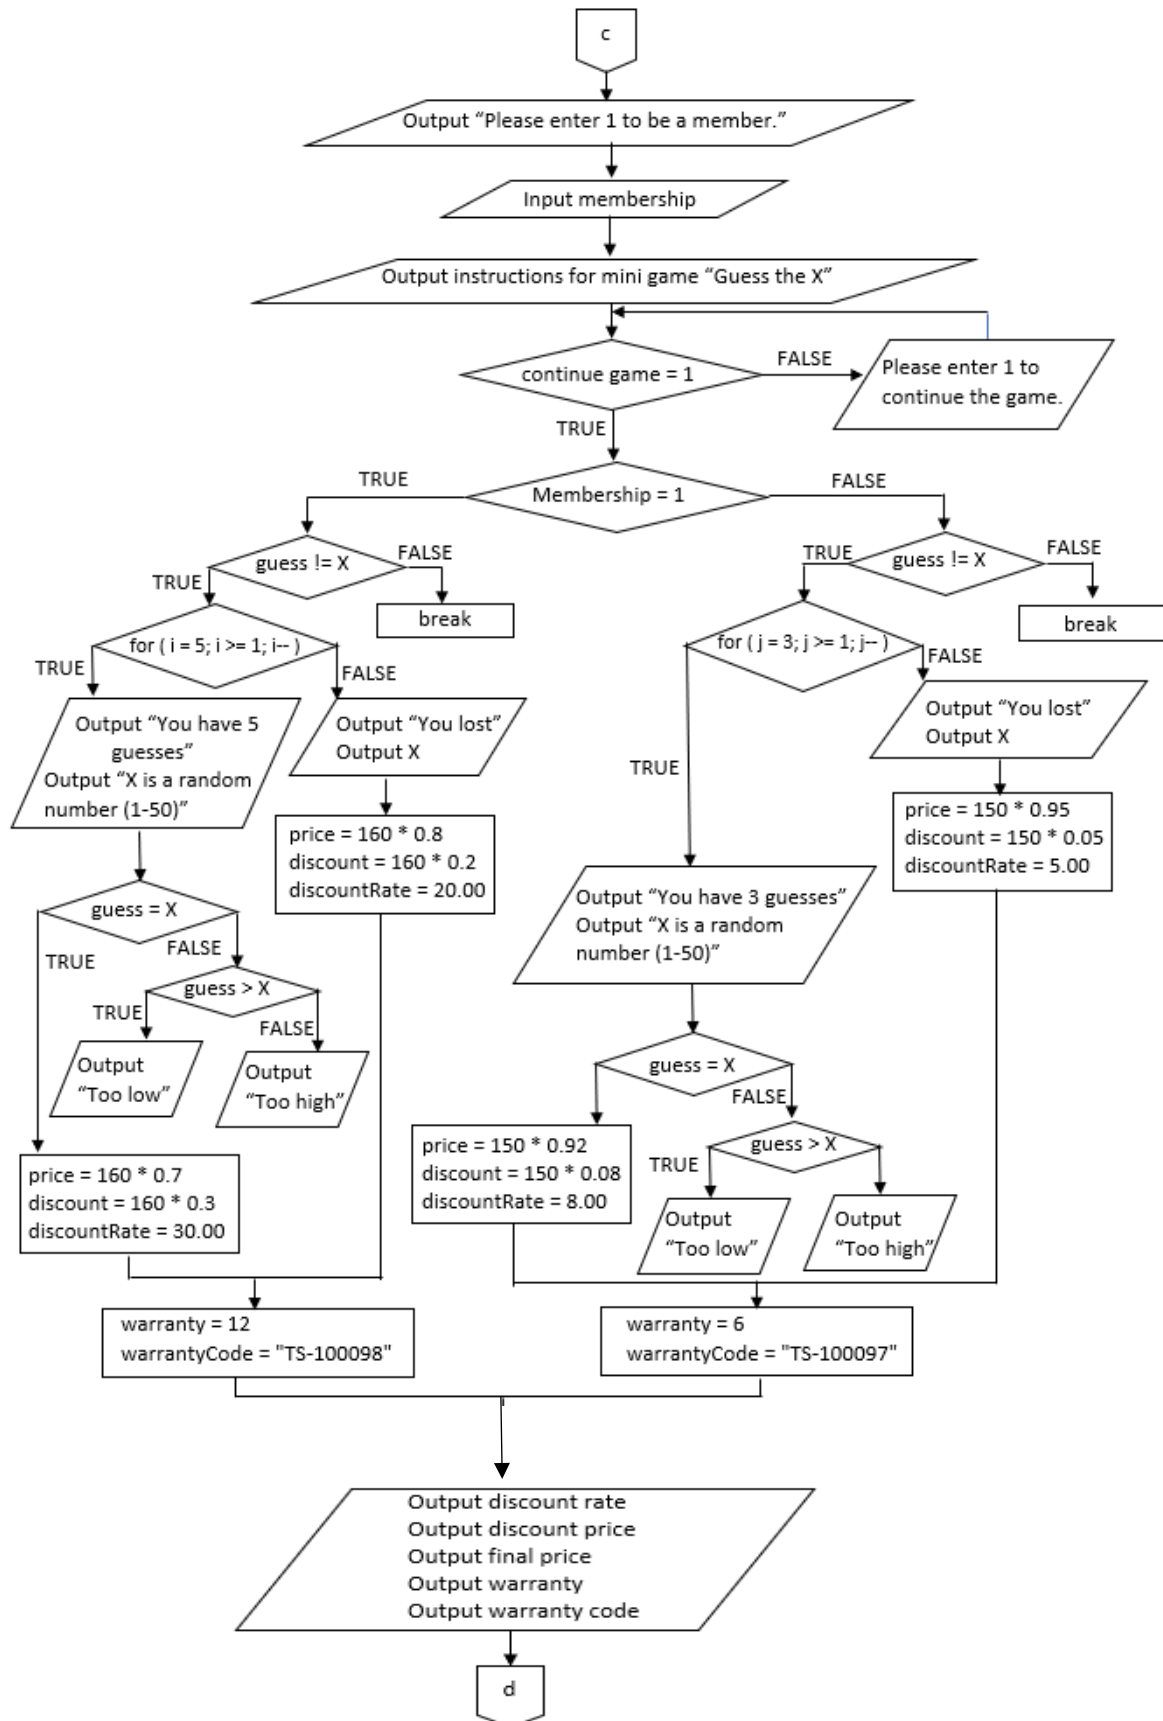 c
Output “Please enter 1 to be a member.”
Input membership
Output instructions for mini game “Guess the X”
continue game = 1
FALSE
Please enter 1 to
continue the game.
TRUE
Membership = 1
TRUE
FALSE
guess != X
FALSE
TRUE
break
guess != X
TRUE
FALSE
break
for ( i = 5; i >= 1; i-- )
TRUE
FALSE
for ( j = 3; j >= 1; j-- )
FALSE
TRUE
Output “You have 5
guesses”
Output “X is a random
number (1-50)”
Output “You lost”
Output X
Output “You lost”
Output X
price = 160 * 0.8
discount = 160 * 0.2
discountRate = 20.00
price = 150 * 0.95
discount = 150 * 0.05
discountRate = 5.00
guess = X
TRUE
FALSE
Output “You have 3 guesses”
Output “X is a random
number (1-50)”
guess > X
TRUE
FALSE
Output
“Too low”
Output
“Too high”
guess = X
FALSE
price = 160 * 0.7
discount = 160 * 0.3
discountRate = 30.00
price = 150 * 0.92
discount = 150 * 0.08
discountRate = 8.00
guess > X
TRUE
FALSE
Output
“Too low”
Output
“Too high”
warranty = 12
warrantyCode = "TS-100098"
warranty = 6
warrantyCode = "TS-100097"
Output discount rate
Output discount price
Output final price
Output warranty
Output warranty code
d